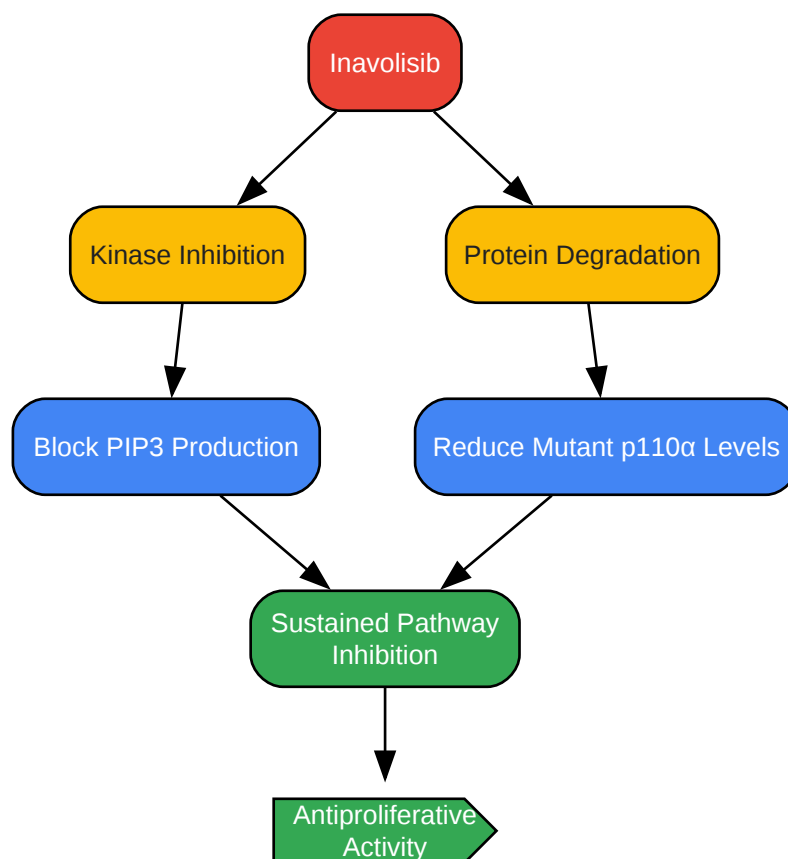 Inavolisib
Kinase Inhibition
Protein Degradation
Block PIP3 Production
Reduce Mutant p110α Levels
Sustained Pathway
Inhibition
Antiproliferative
Activity